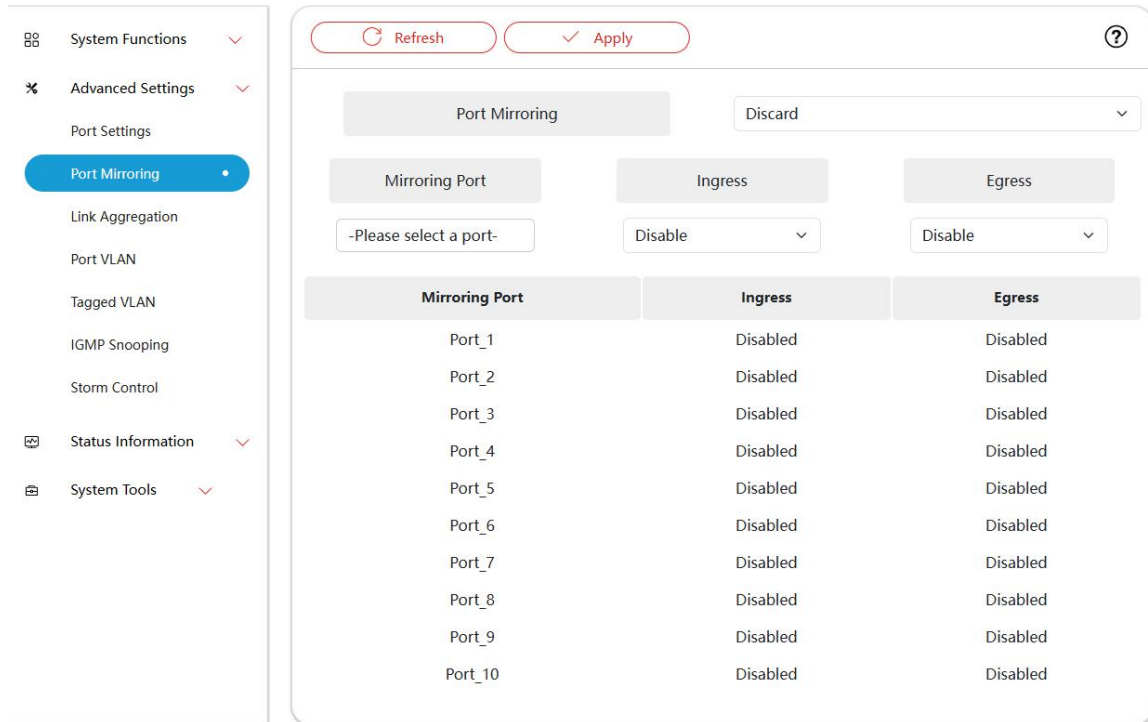 System Functions
Advanced Settings
Port Settings
Port Mirroring
Link Aggregation
Port VLAN
Tagged VLAN
IGMP Snooping
Storm Control
Status Information
System Tools
Refresh Apply ?
Port Mirroring Discard
Mirroring Port Ingress Egress
-Please select a port- Disable Disable
Mirroring Port Ingress Egress
Port_1 Disabled Disabled
Port_2 Disabled Disabled
Port_3 Disabled Disabled
Port_4 Disabled Disabled
Port_5 Disabled Disabled
Port_6 Disabled Disabled
Port_7 Disabled Disabled
Port_8 Disabled Disabled
Port_9 Disabled Disabled
Port_10 Disabled Disabled